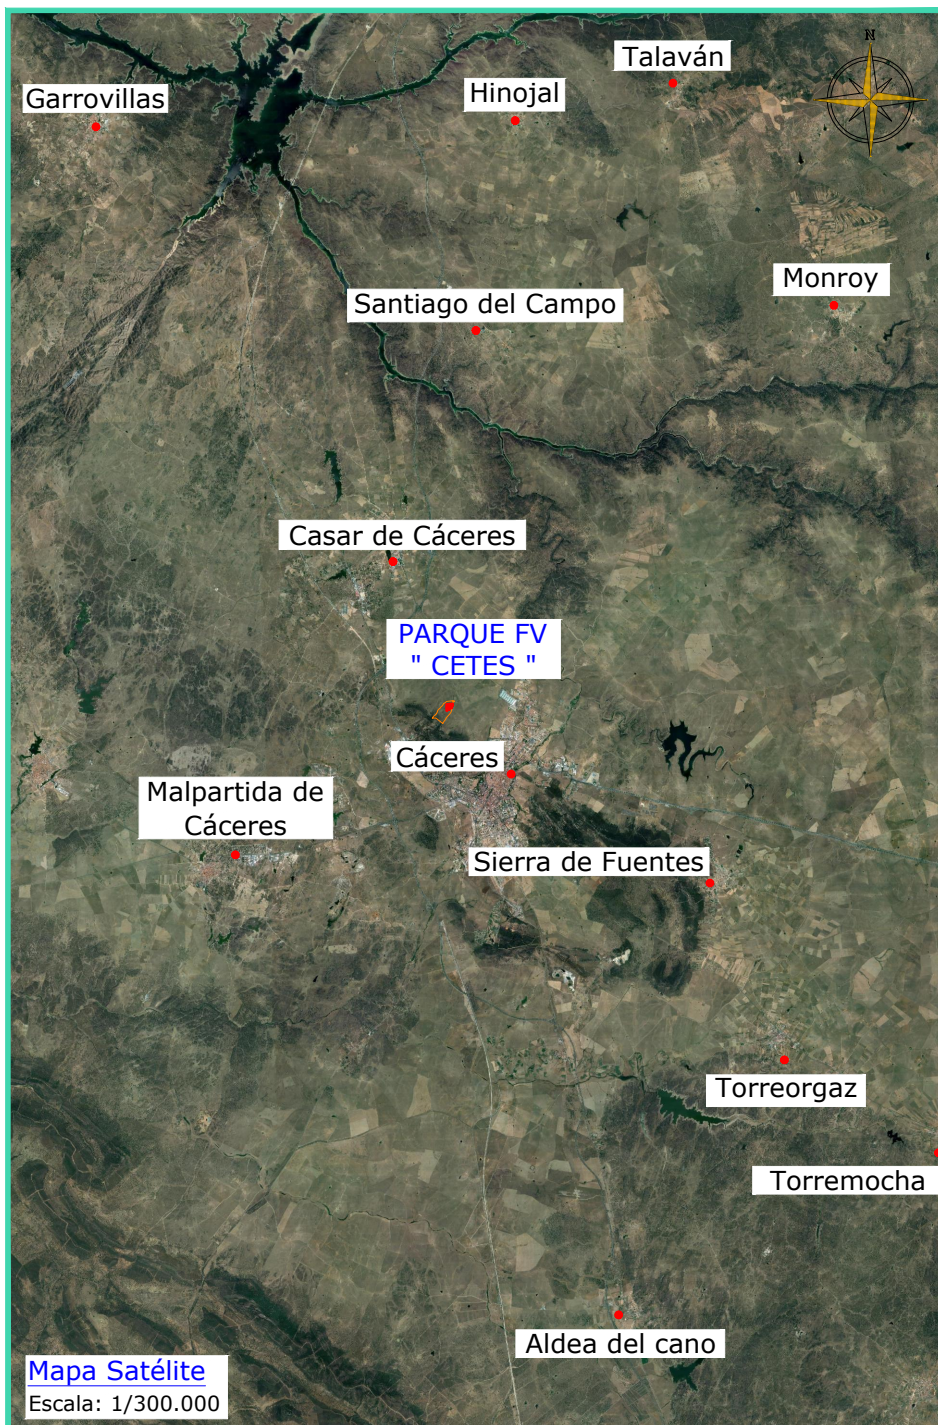 Talaván
N
Garrovillas
Hinojal
Monroy
Santiago del Campo
Casar de Cáceres
PARQUE FV
" CETES "
Cáceres
Malpartida de
Cáceres
Sierra de Fuentes
Torreorgaz
Torremocha
Aldea del cano
Mapa Satélite
Escala: 1/300.000